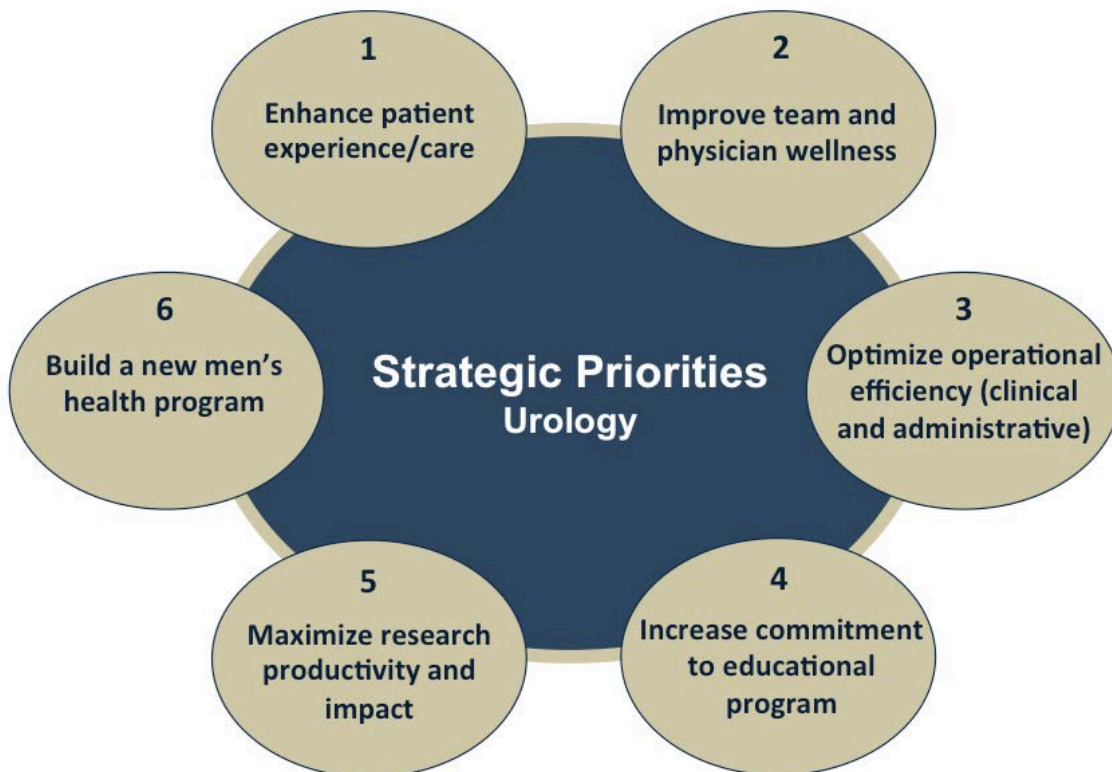 1
Enhance patient
experience/care
2
Improve team and
physician wellness
3
Optimize operational
efficiency (clinical
and administrative)
4
Increase commitment
to educational
program
5
Maximize research
productivity and
impact
6
Build a new men’s
health program
Strategic Priorities
Urology